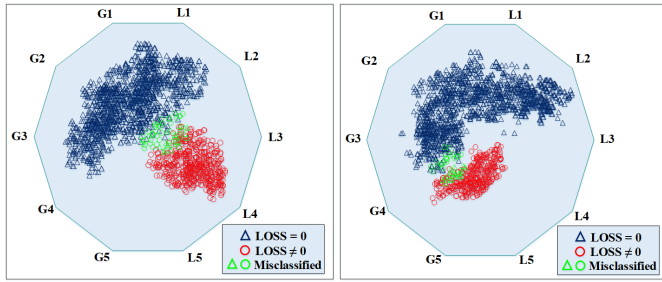 G1
L1
G2
L2
G3
L3
G4
L4
G5
L5
LOSS = 0
LOSS ≠ 0
Misclassified
G1
L1
G2
L2
G3
L3
G4
L4
G5
L5
LOSS = 0
LOSS ≠ 0
Misclassified